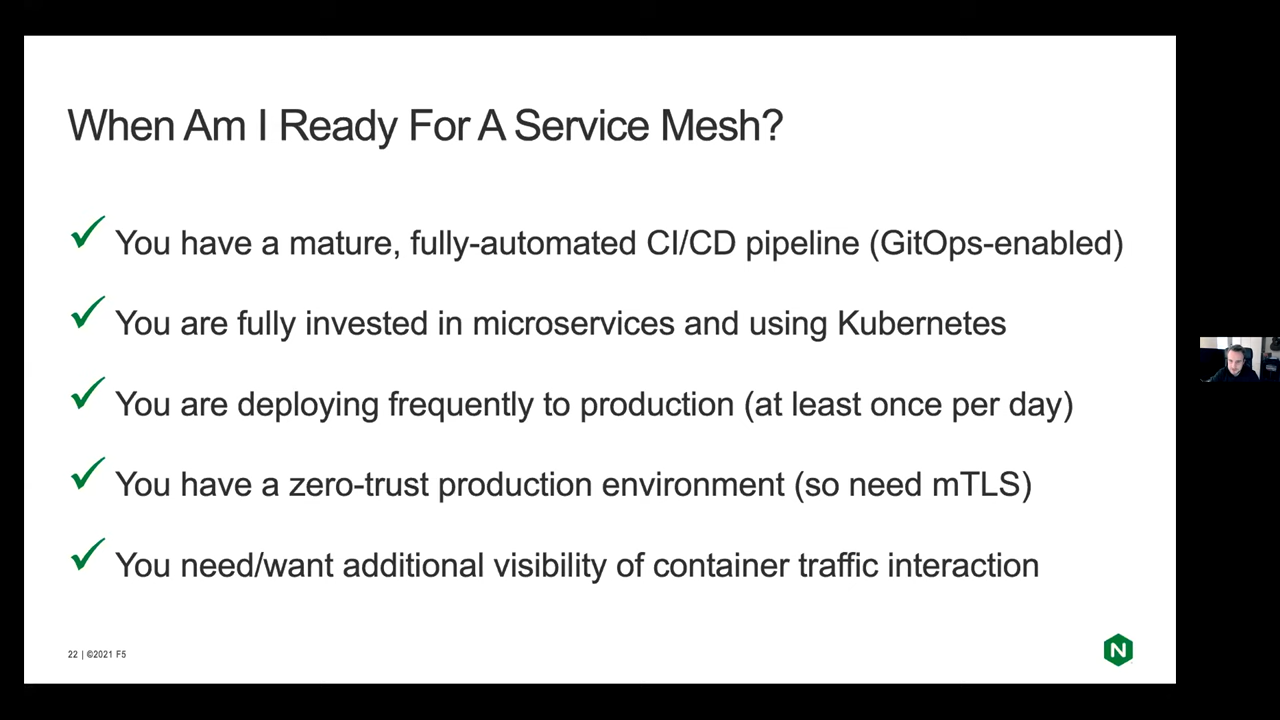 When Am I Ready For A Service Mesh?
You have a mature, fully-automated CI/CD pipeline (GitOps-enabled)
You are fully invested in microservices and using Kubernetes
You are deploying frequently to production (at least once per day)
You have a zero-trust production environment (so need mTLS)
You need/want additional visibility of container traffic interaction
22 | ©2021 F5
N